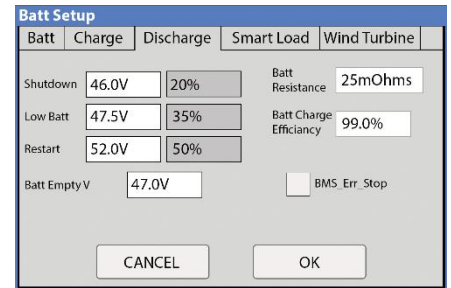 Batt Setup
Batt Charge Discharge Smart Load Wind Turbine
Shutdown 46.0V 20%
Batt
Resistance 25mOhms
Low Batt 47.5V 35%
Batt Charge
Efficiancy 99.0%
Restart 52.0V 50%
Batt Empty V 47.0V
BMS_Err_Stop
CANCEL OK